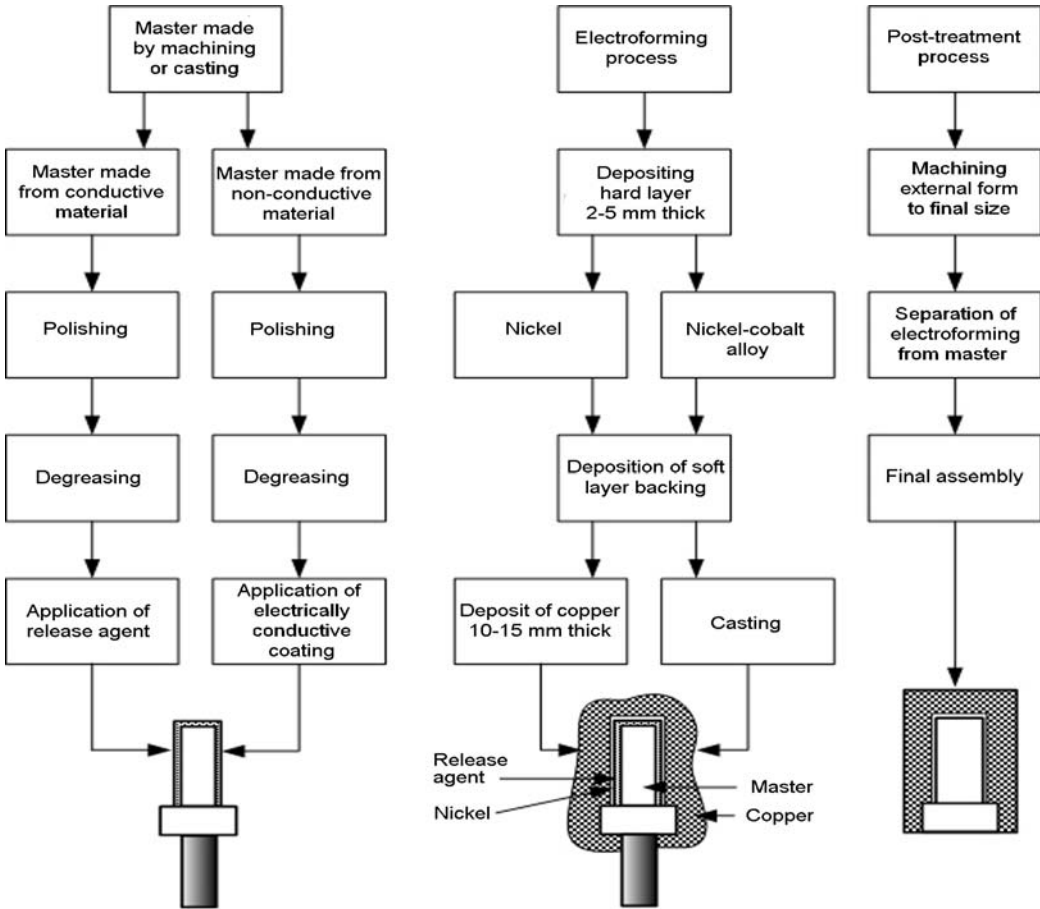 Master made
by machining
or casting
Master made
from conductive
material
Master made from
non-conductive
material
Polishing
Polishing
Degreasing
Degreasing
Application of
release agent
Application of
electrically
conductive
coating
Electroforming
process
Depositing
hard layer
2-5 mm thick
Nickel
Nickel-cobalt
alloy
Deposition of soft
layer backing
Deposit of copper
10-15 mm thick
Casting
Release
agent
Nickel
Master
Copper
Post-treatment
process
Machining
external form
to final size
Separation of
electroforming
from master
Final assembly